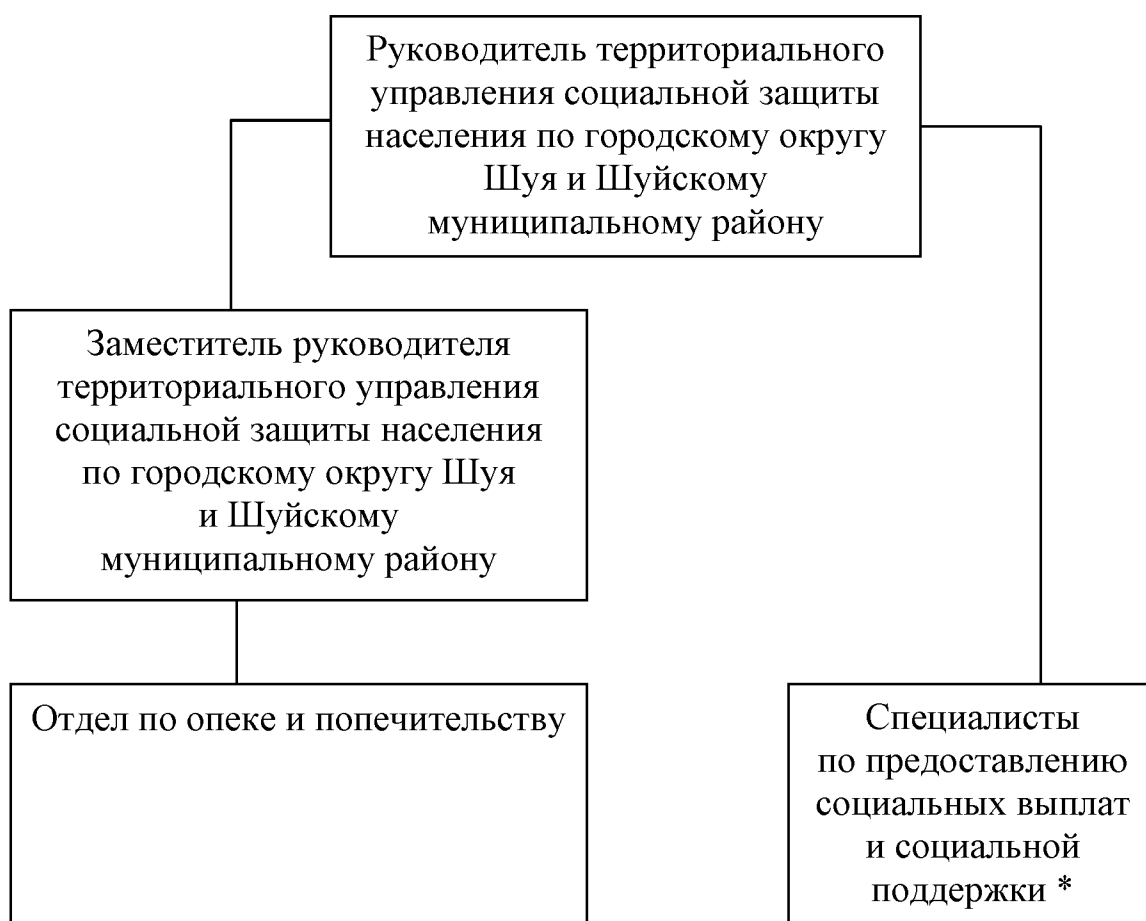 Руководитель территориального
управления социальной защиты
населения по городскому округу
Шуя и Шуйскому
муниципальному району
Заместитель руководителя
территориального управления
социальной защиты населения
по городскому округу Шуя
и Шуйскому
муниципальному району
Отдел по опеке и попечительству
Специалисты
по предоставлению
социальных выплат
и социальной
поддержки *